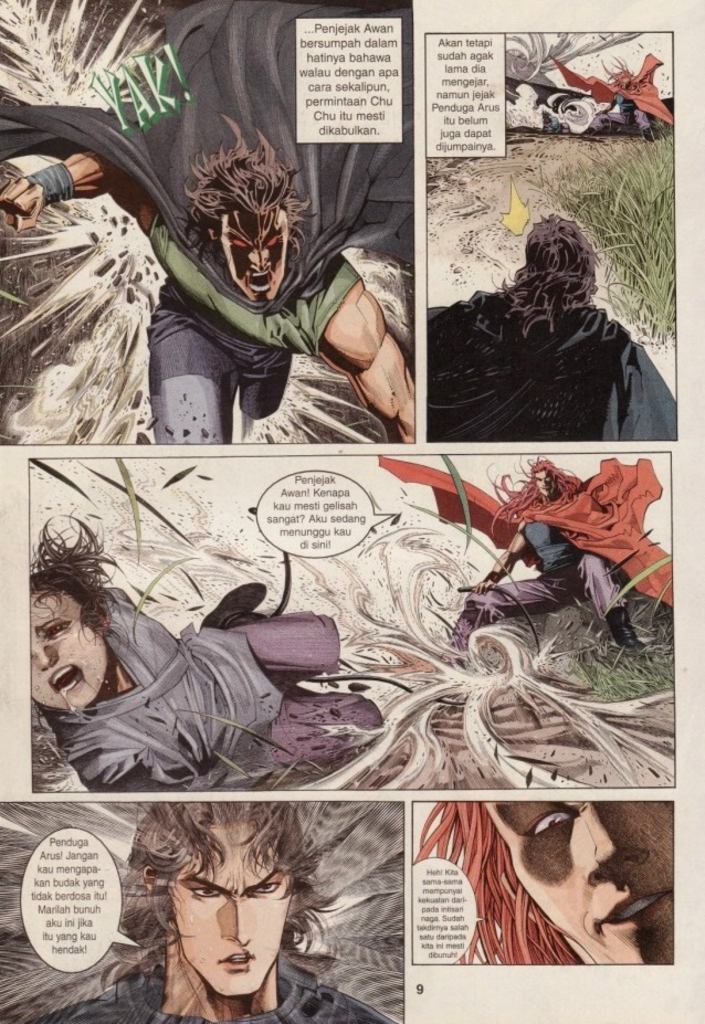 ...Penjejak Awan
bersumpah dalam
hatinya bahawa
walau dengan apa
cara sekalipun,
permintaan Chu
Chu itu mesti
dikabulkan.
YAK!
Akan tetapi
sudah agak
lama dia
mengejar,
namun jejak
Penduga Arus
itu belum
juga dapat
dijumpainya.
Penjejak
Awan! Kenapa
kau mesti gelisah
sangat? Aku sedang
menunggu kau
di sini!
Penduga
Arus! Jangan
kau mengapa-
kan budak yang
tidak berdosa itu!
Marilah bunuh
aku ini jika
itu yang kau
hendak!
Heh! Kita
sama-sama
mempunyai
kekuatan dari-
pada intisari
naga. Sudah
takdirnya salah
satu daripada
kita ini mesti
dibunuh!
9